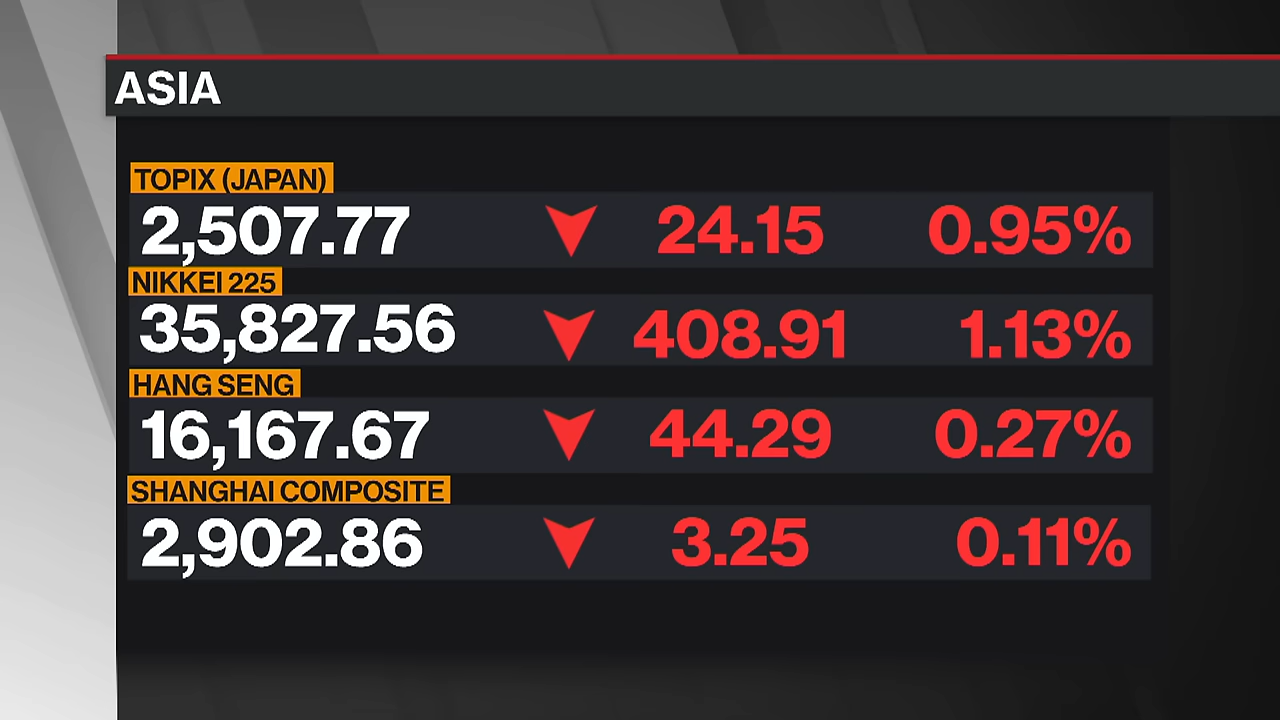 ASIA
TOPIX (JAPAN)
2,507.77 24.15 0.95%
NIKKEI 225
35,827.56 408.91 1.13%
HANG SENG
16,167.67 44.29 0.27%
SHANGHAI COMPOSITE
2,902.86 3.25 0.11%